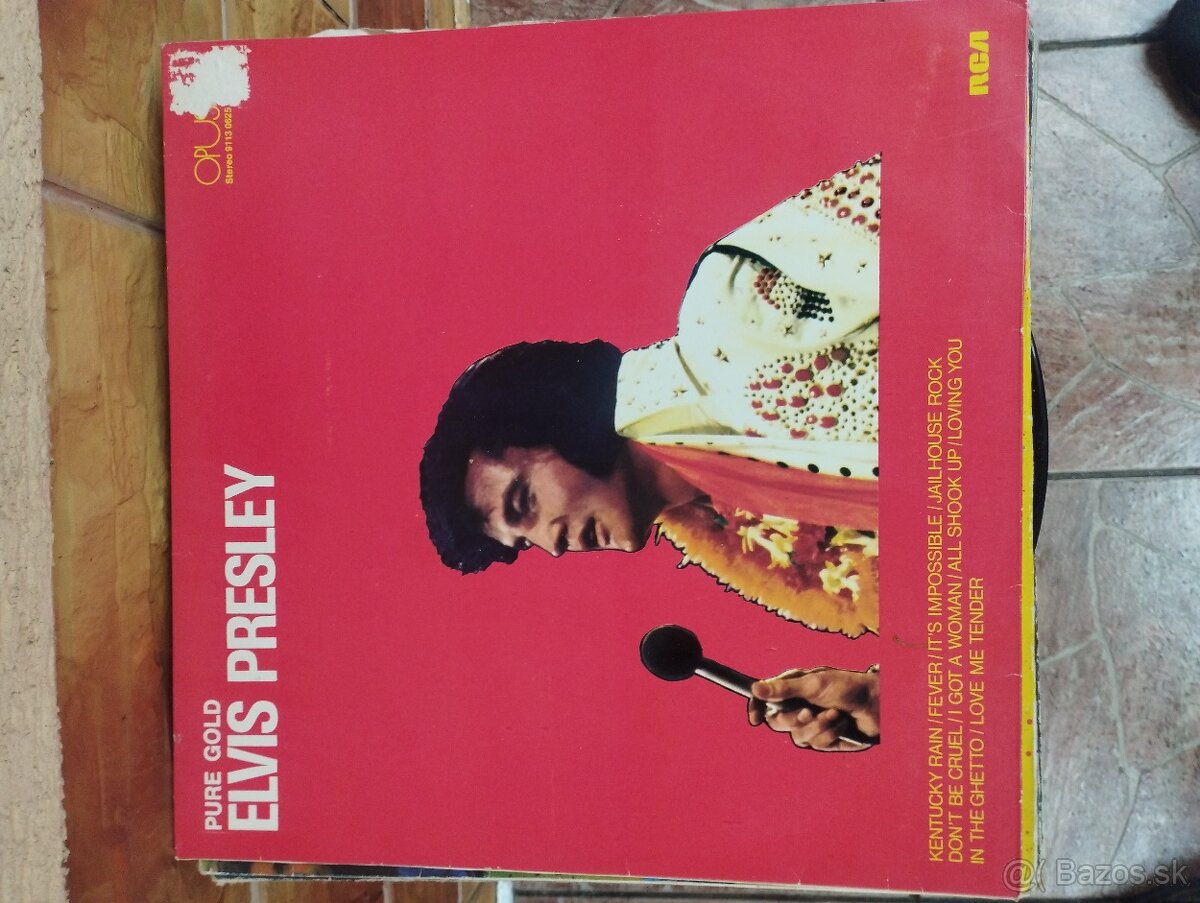 PURE GOLD
ELVIS PRESLEY
OPUS
Stereo 9113 0625
RCA
KENTUCKY RAIN / FEVER / IT'S IMPOSSIBLE / JAILHOUSE ROCK
DON'T BE CRUEL / I GOT A WOMAN / ALL SHOOK UP / LOVING YOU
IN THE GHETTO / LOVE ME TENDER
@( Bazos.sk